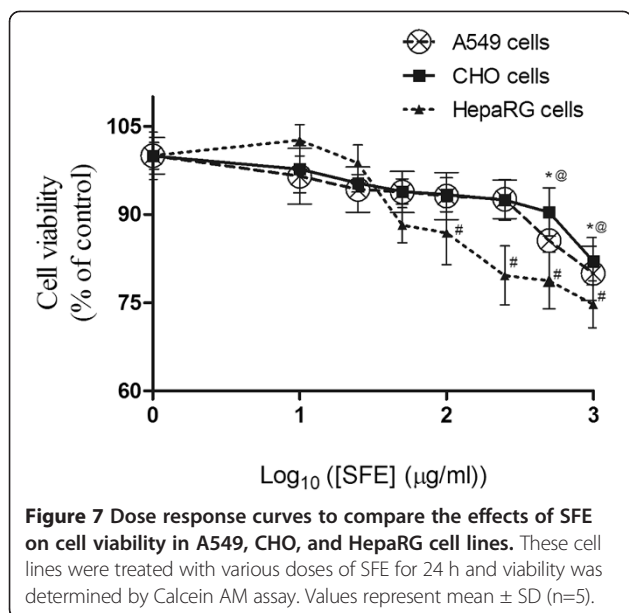 A549 cells
CHO cells
HepaRG cells
105
90
75
60
Cell viability
(% of control)
* @
* @
#
#
#
#
0
1
2
3
Log10 ([SFE] (μg/ml))
Figure 7 Dose response curves to compare the effects of SFE
on cell viability in A549, CHO, and HepaRG cell lines. These cell
lines were treated with various doses of SFE for 24 h and viability was
determined by Calcein AM assay. Values represent mean ± SD (n=5).